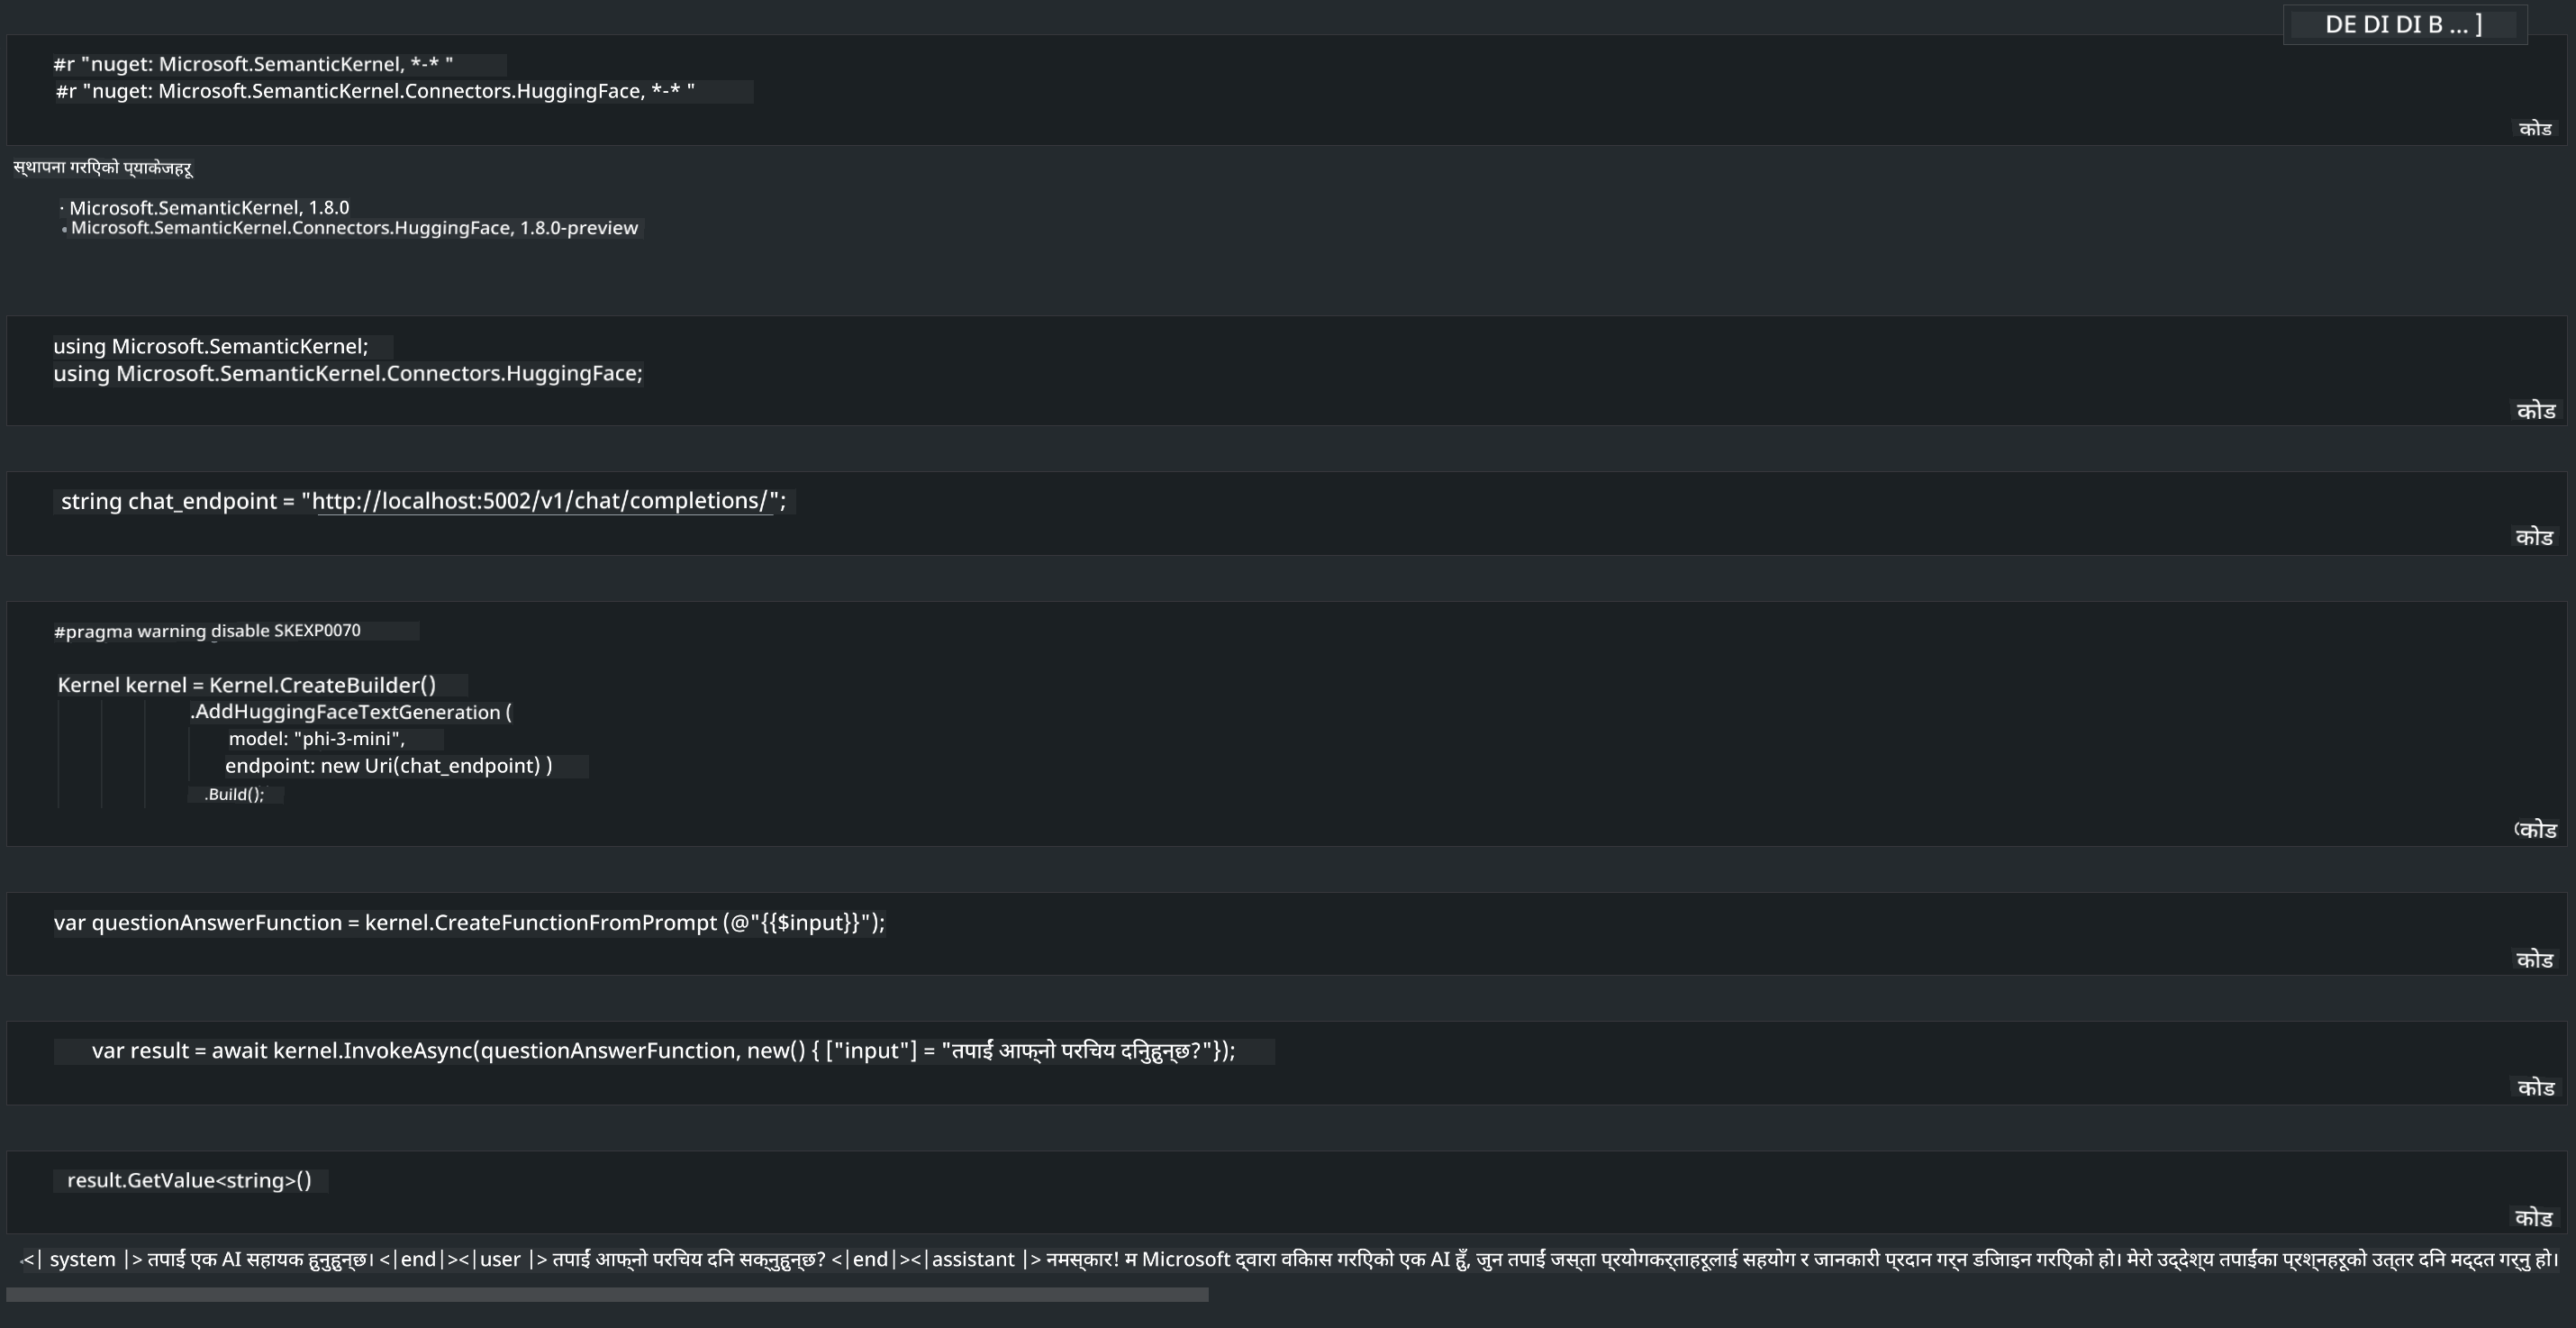 DE DI DI B ... ]
#r "nuget: Microsoft.SemanticKernel, *-* "
#r "nuget: Microsoft.SemanticKernel.Connectors.HuggingFace, *-* "
कोड
स्थापना गरिएको प्याकेजहरू
· Microsoft.SemanticKernel, 1.8.0
• Microsoft.SemanticKernel.Connectors.HuggingFace, 1.8.0-preview
using Microsoft.SemanticKernel;
using Microsoft.SemanticKernel.Connectors.HuggingFace;
कोड
string chat_endpoint = "http://localhost:5002/v1/chat/completions/";
कोड
#pragma warning disable SKEXP0070
Kernel kernel = Kernel.CreateBuilder()
.AddHuggingFaceTextGeneration (
model: "phi-3-mini",
endpoint: new Uri(chat_endpoint) )
.Build();
(कोड
var questionAnswerFunction = kernel.CreateFunctionFromPrompt (@"{{$input}}");
कोड
var result = await kernel.InvokeAsync(questionAnswerFunction, new() { ["input"] = "तपाईं आफ्नो परिचय दिनुहुन्छ?"});
कोड
result.GetValue<string>()
कोड
<| system |> तपाईं एक AI सहायक हुनुहुन्छ। <|end|><|user |> तपाईं आफ्नो परिचय दिन सक्नुहुन्छ? <|end|><|assistant |> नमस्कार! म Microsoft द्वारा विकास गरिएको एक AI हुँ, जुन तपाईं जस्ता प्रयोगकर्ताहरूलाई सहयोग र जानकारी प्रदान गर्न डिजाइन गरिएको हो। मेरो उद्देश्य तपाईंका प्रश्नहरूको उत्तर दिन मद्दत गर्नु हो।